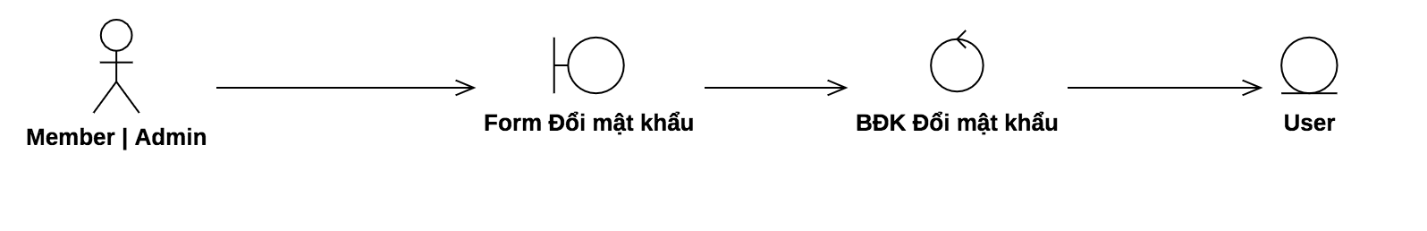 Member | Admin
Form Đổi mật khẩu
BĐK Đổi mật khẩu
User